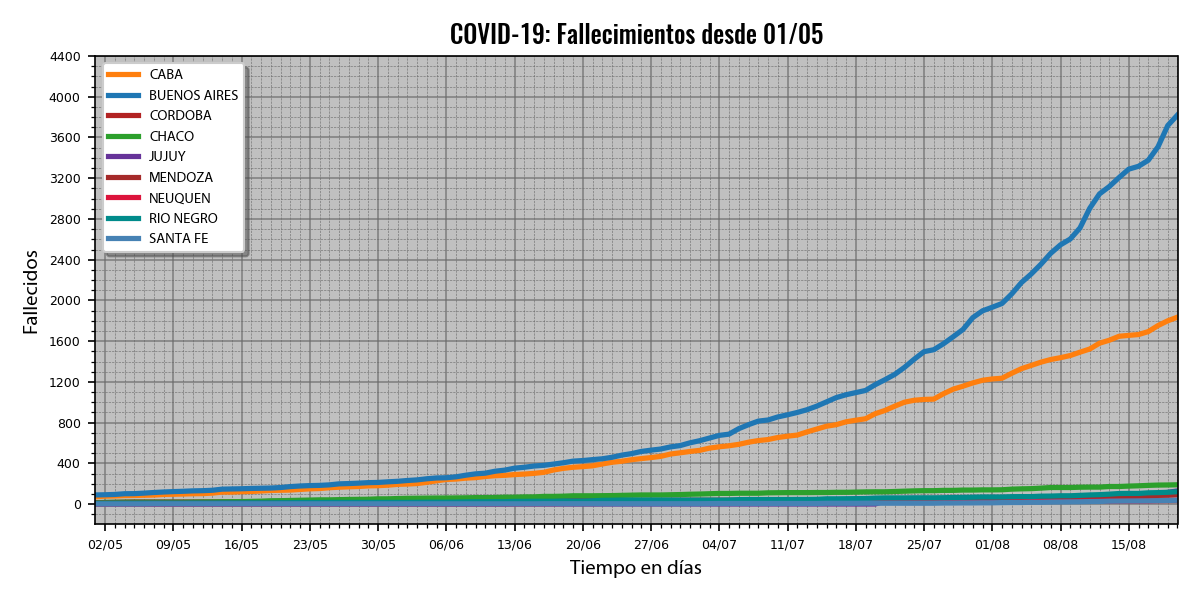 COVID-19: Fallecimientos desde 01/05
4400
4000
3600
3200
2800
2400
2000
1600
1200
800
400
0
Fallecidos
CABA
BUENOS AIRES
CORDOBA
CHACO
JUJUY
MENDOZA
NEUQUEN
RIO NEGRO
SANTA FE
02/05 09/05 16/05 23/05 30/05 06/06 13/06 20/06 27/06 04/07 11/07 18/07 25/07 01/08 08/08 15/08
Tiempo en días